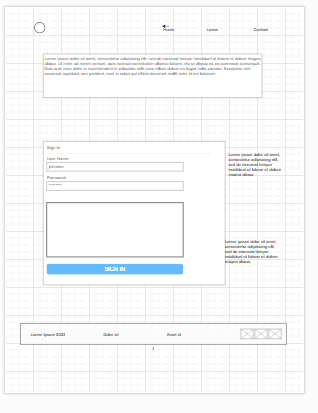 Home Lorem Contact
Lorem ipsum dolor sit amet, consectetur adipisicing elit, sed do eiusmod tempor incididunt ut labore et dolore magna
aliqua. Ut enim ad minim veniam, quis nostrud exercitation ullamco laboris nisi ut aliquip ex ea commodo consequat.
Duis aute irure dolor in reprehenderit in voluptate velit esse cillum dolore eu fugiat nulla pariatur. Excepteur sint
occaecat cupidatat non proident, sunt in culpa qui officia deserunt mollit anim id est laborum.
Sign In
User Name:
johndoe
Password:
********
SIGN IN
Lorem ipsum dolor sit amet,
consectetur adipisicing elit,
sed do eiusmod tempor
incididunt ut labore et dolore
magna aliqua.
Lorem ipsum dolor sit amet,
consectetur adipisicing elit,
sed do eiusmod tempor
incididunt ut labore et dolore
magna aliqua.
Lorem Ipsum 2023 Dolor sit Amet id